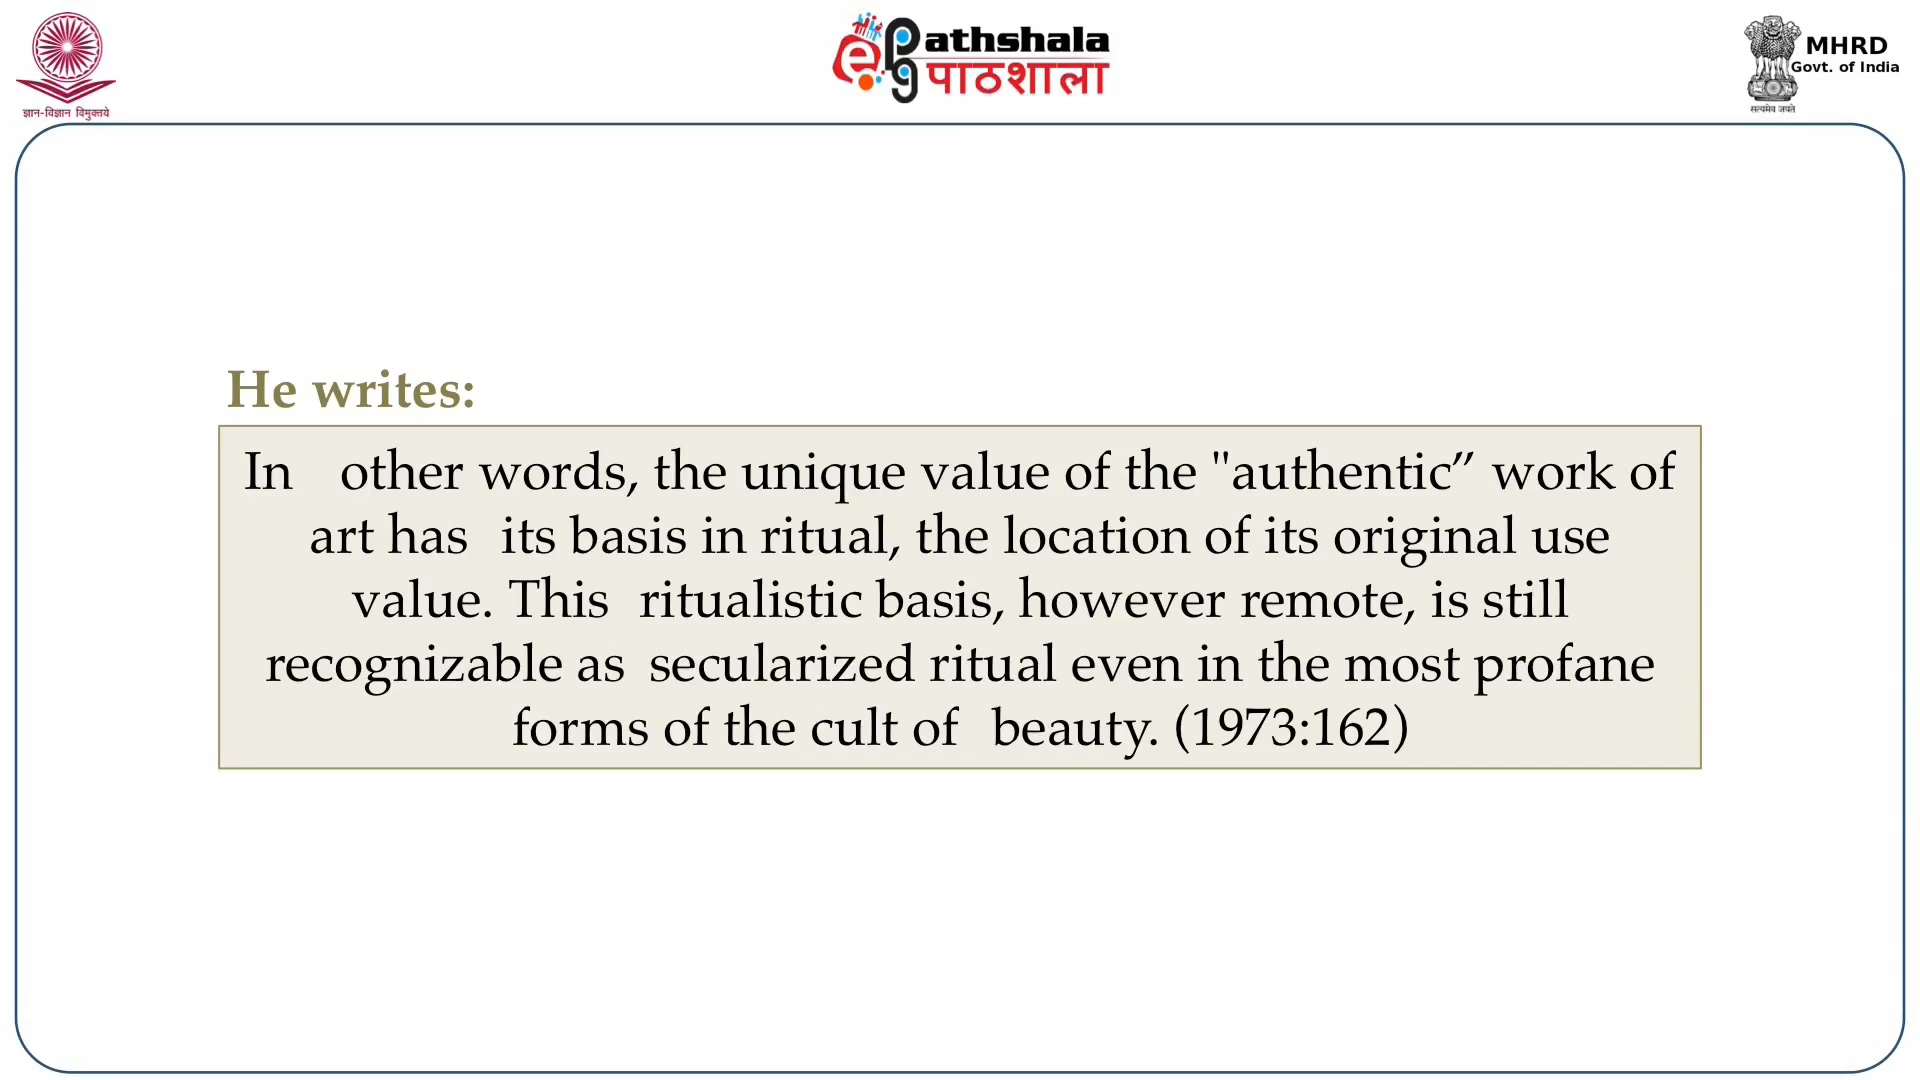 ज्ञान-विज्ञान विमुक्तये
e pg Pathshala
पाठशाला
MHRD
Govt. of India
सत्यमेव जयते
He writes:
In other words, the unique value of the "authentic” work of
art has its basis in ritual, the location of its original use
value. This ritualistic basis, however remote, is still
recognizable as secularized ritual even in the most profane
forms of the cult of beauty. (1973:162)